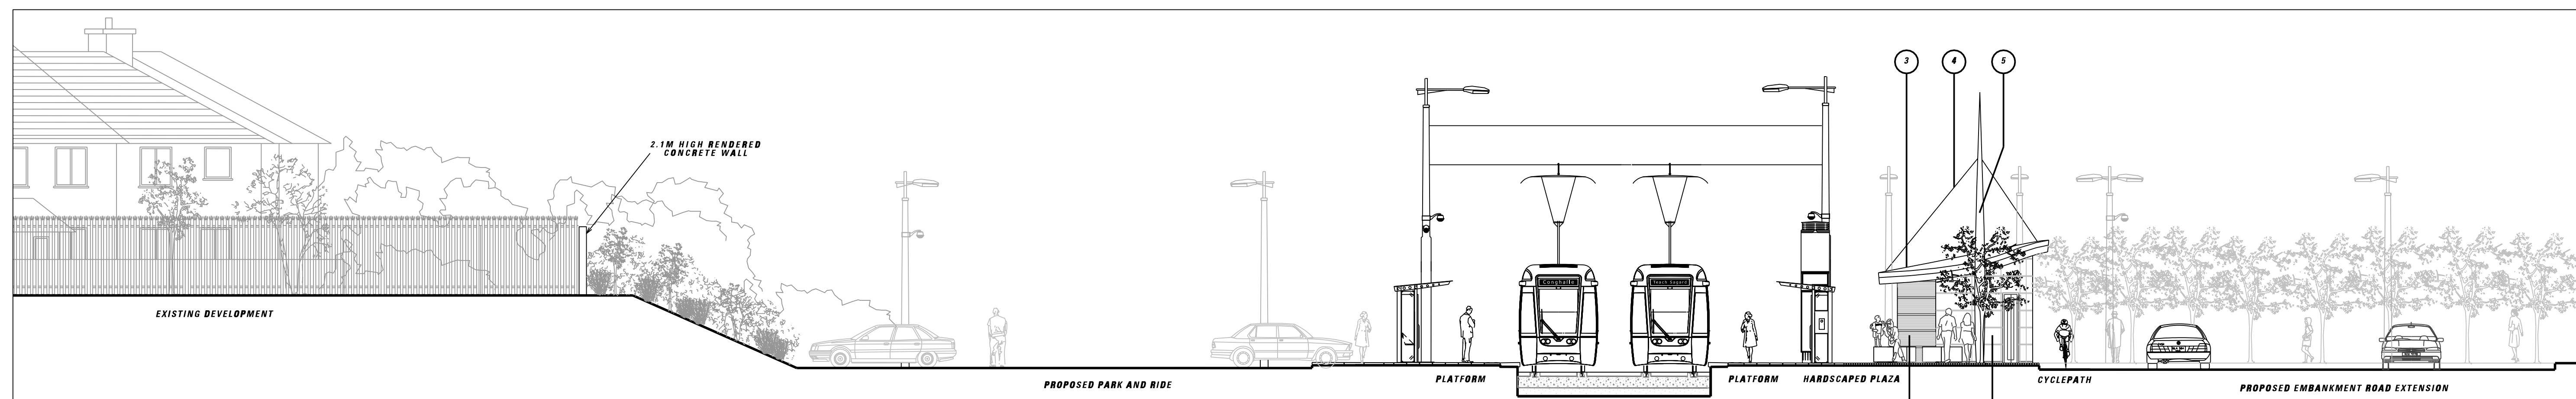 3
4
5
2.1M HIGH RENDERED
CONCRETE WALL
EXISTING DEVELOPMENT
PROPOSED PARK AND RIDE
PLATFORM
PLATFORM
HARDSCAPED PLAZA
CYCLEPATH
PROPOSED EMBANKMENT ROAD EXTENSION